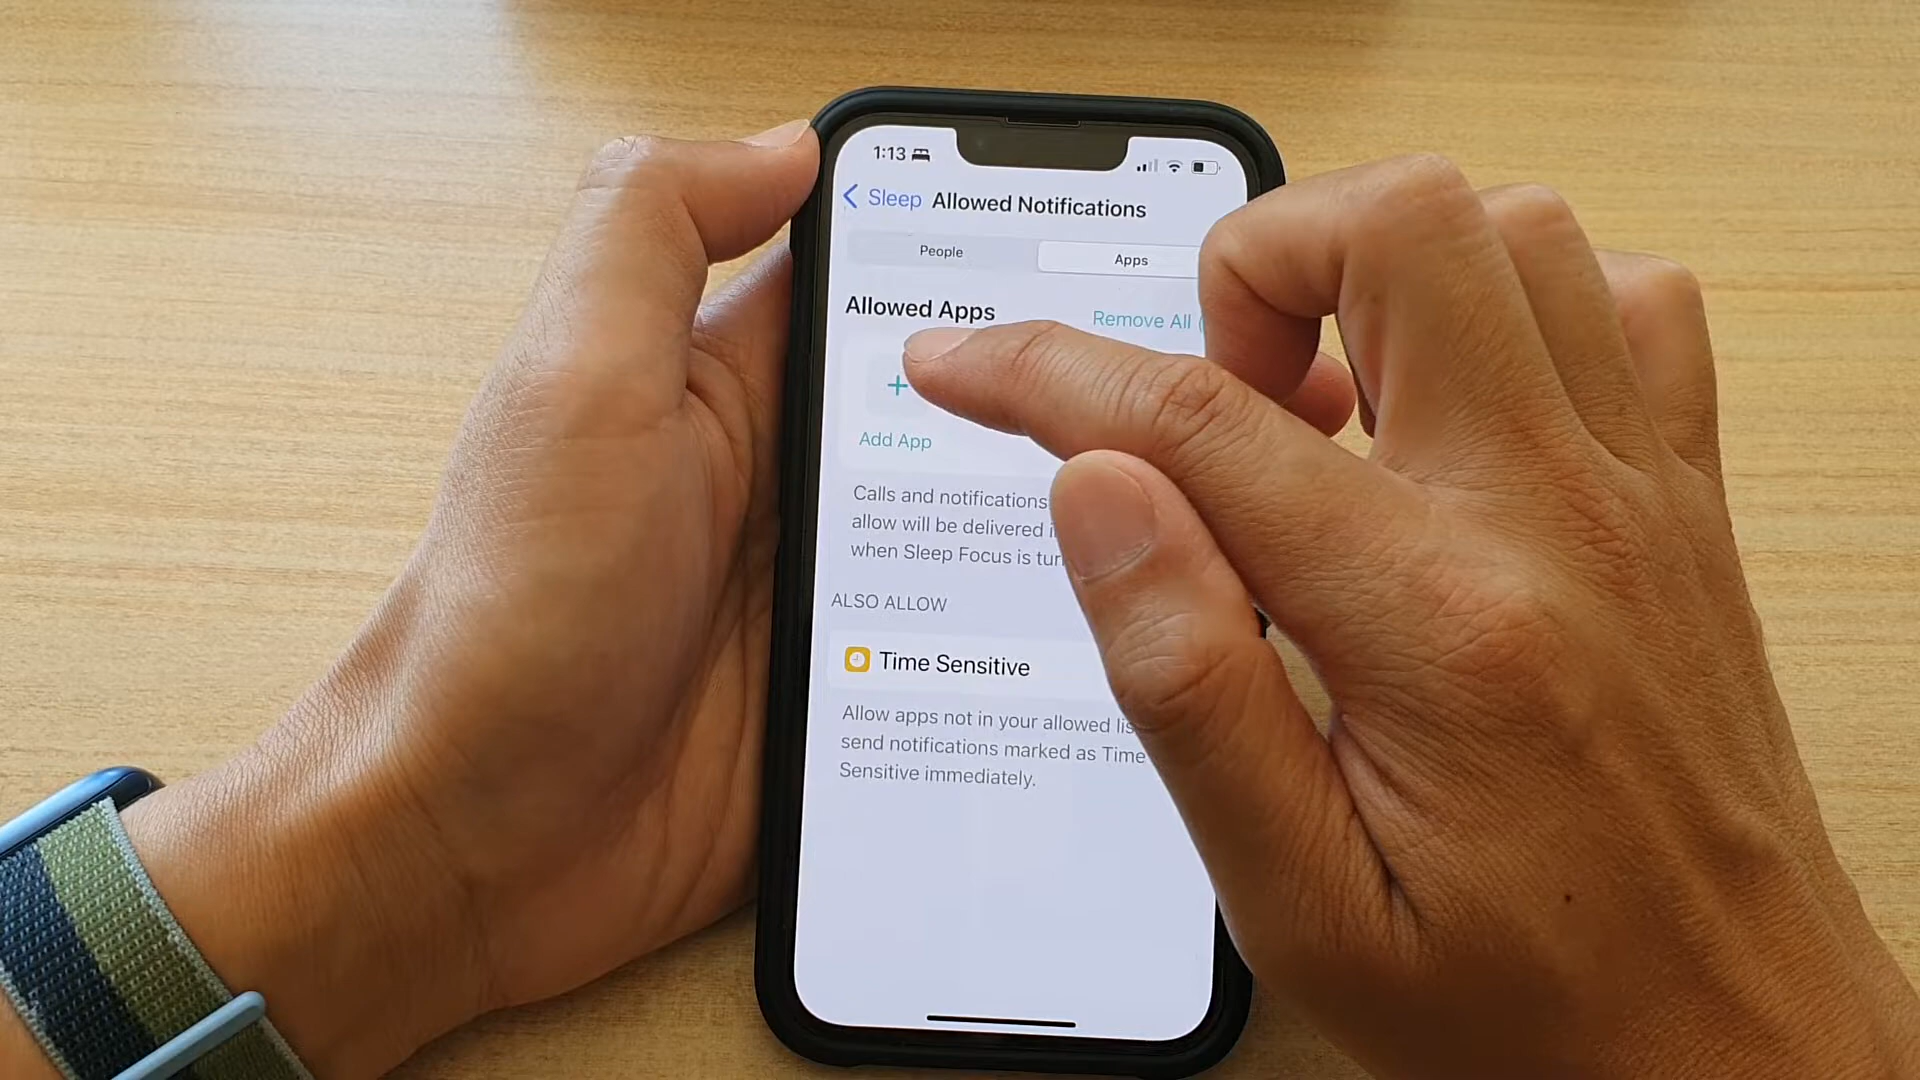 1:13
Sleep Allowed Notifications
People
Apps
Allowed Apps
Remove All (
+
Add App
Calls and notifications
allow will be delivered
when Sleep Focus is
ALSO ALLOW
Time Sensitive
Allow apps not in your allowed
send notifications marked as Time
Sensitive immediately.